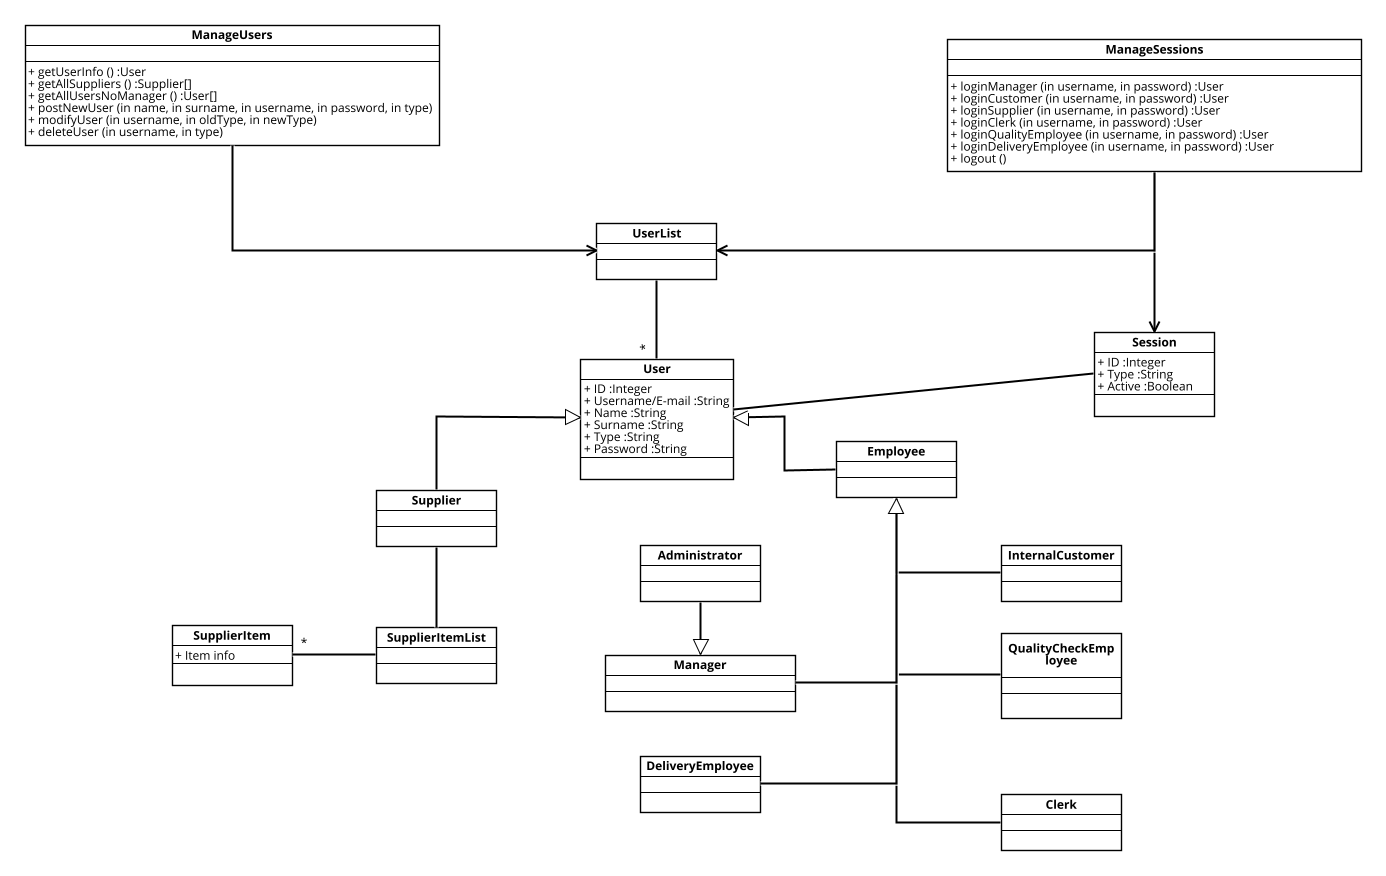 ManageUsers
+ getUserInfo () :User
+ getAllSuppliers () :Supplier[]
+ getAllUsersNoManager () :User[]
+ postNewUser (in name, in surname, in username, in password, in type)
+ modifyUser (in username, in oldType, in newType)
+ deleteUser (in username, in type)
ManageSessions
+ loginManager (in username, in password) :User
+ loginCustomer (in username, in password) :User
+ loginSupplier (in username, in password) :User
+ loginClerk (in username, in password) :User
+ loginQualityEmployee (in username, in password) :User
+ loginDeliveryEmployee (in username, in password) :User
+ logout ()
UserList
*
Session
+ ID :Integer
+ Type :String
+ Active :Boolean
User
+ ID :Integer
+ Username/E-mail :String
+ Name :String
+ Surname :String
+ Type :String
+ Password :String
Employee
Supplier
Administrator
InternalCustomer
SupplierItem
+ Item info
*
SupplierItemList
Manager
QualityCheckEmp
loyee
DeliveryEmployee
Clerk